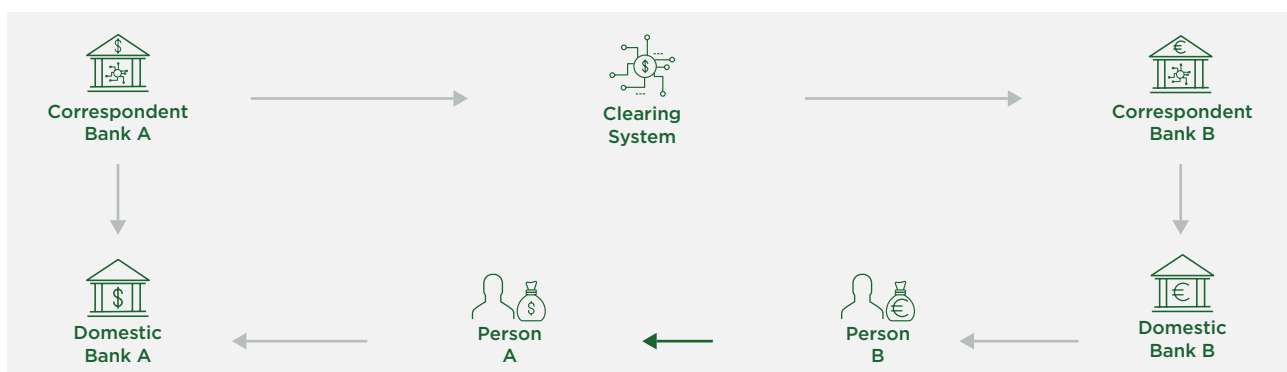 $
$
€
Correspondent
Bank A
Clearing
System
Correspondent
Bank B
$
$
€
€
Domestic
Bank A
Person
A
Person
B
Domestic
Bank B